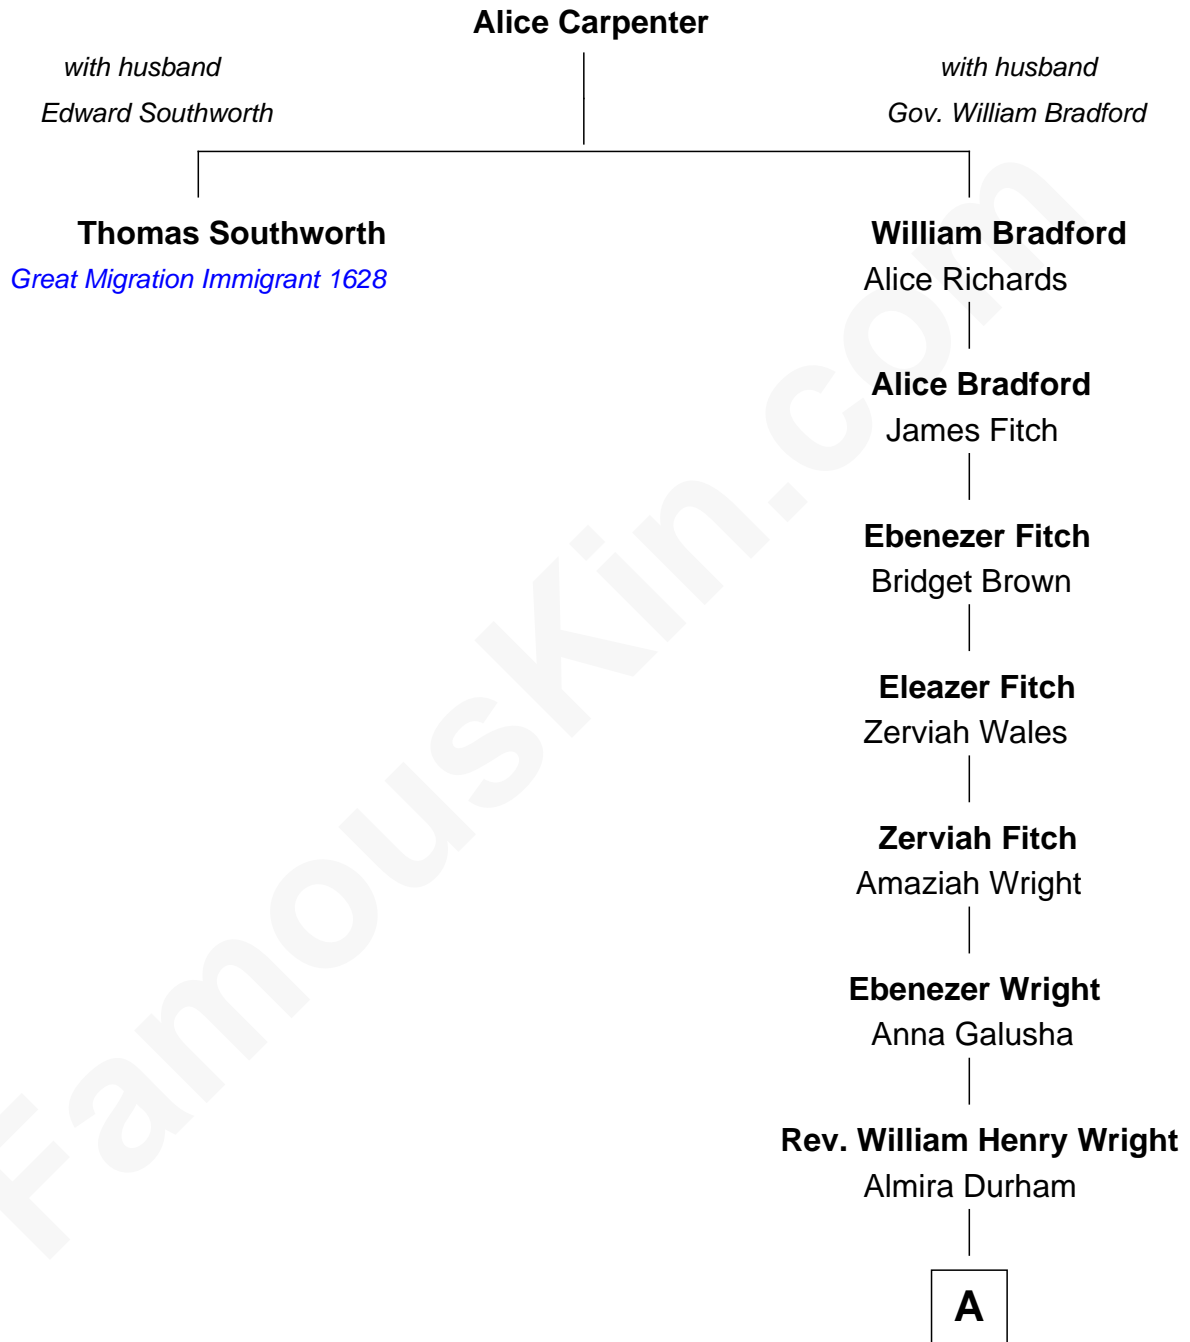 Alice Carpenter
with husband
Edward Southworth
with husband
Gov. William Bradford
Thomas Southworth
Great Migration Immigrant 1628
William Bradford
Alice Richards
Alice Bradford
James Fitch
Ebenezer Fitch
Bridget Brown
Eleazer Fitch
Zerviah Wales
Zerviah Fitch
Amaziah Wright
Ebenezer Wright
Anna Galusha
Rev. William Henry Wright
Almira Durham
A
FamousKin.com